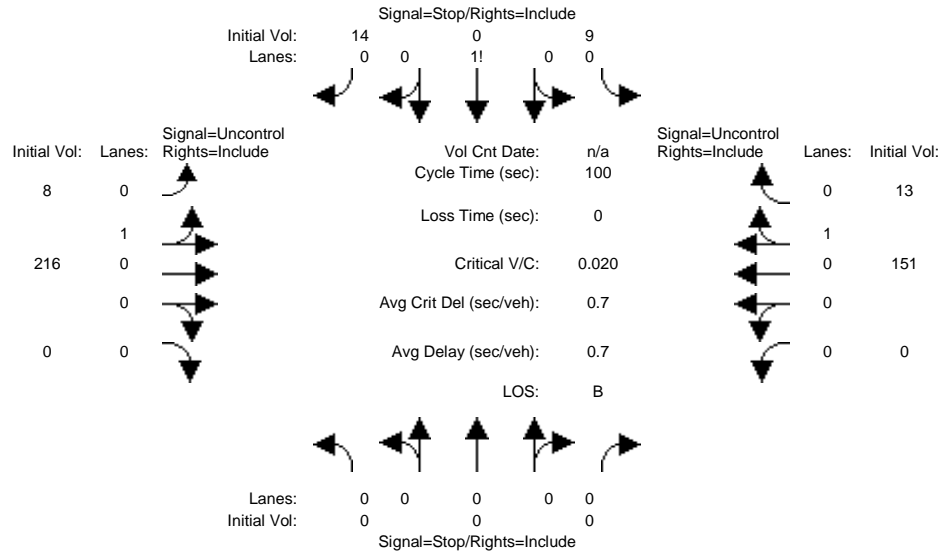 Signal=Stop/Rights=Include
Initial Vol: 14 0 9
Lanes: 0 0 1! 0 0
Signal=Uncontrol
Initial Vol: Lanes: Rights=Include
Vol Cnt Date: n/a
Signal=Uncontrol
Rights=Include Lanes: Initial Vol:
Cycle Time (sec): 100
8 0
0 13
Loss Time (sec): 0
1
1
216 0
Critical V/C: 0.020
0 151
0
Avg Crit Del (sec/veh): 0.7
0
0 0
Avg Delay (sec/veh): 0.7
0 0
LOS: B
Lanes: 0 0 0 0 0
Initial Vol: 0 0 0
Signal=Stop/Rights=Include